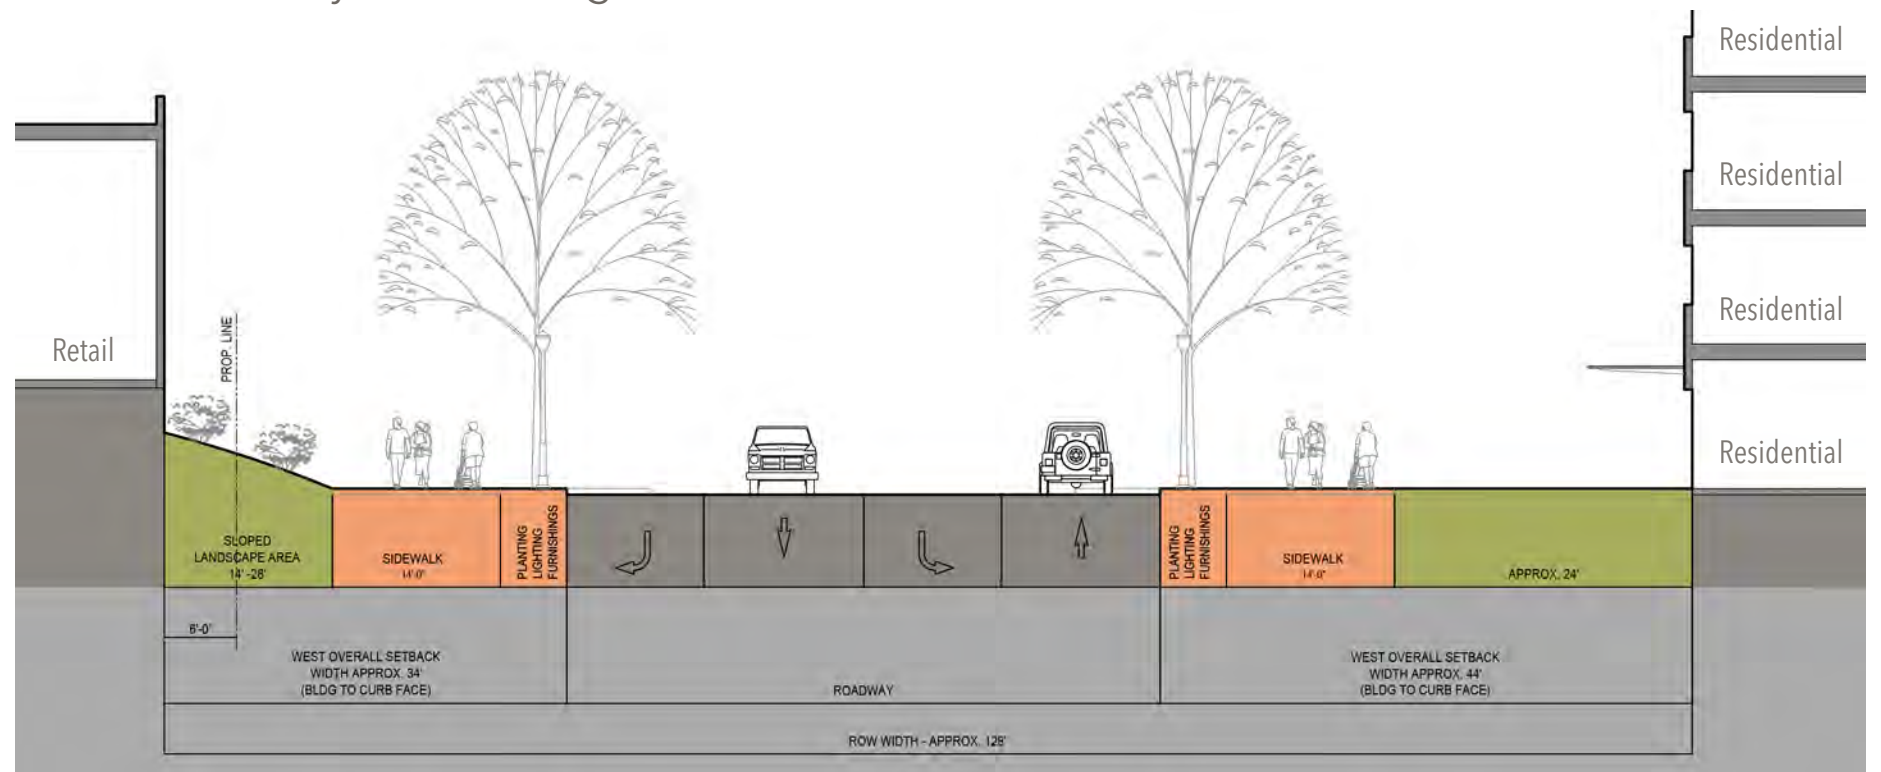 Residential
Residential
Residential
Residential
Retail
PROP. LINE
SLOPED
LANDSCAPE AREA
14'-26'
SIDEWALK
14'-0"
PLANTING
LIGHTING
FURNISHINGS
PLANTING
LIGHTING
FURNISHINGS
SIDEWALK
14'-0"
APPROX. 24'
6'-0"
WEST OVERALL SETBACK
WIDTH APPROX. 34'
(BLDG TO CURB FACE)
ROADWAY
WEST OVERALL SETBACK
WIDTH APPROX. 44'
(BLDG TO CURB FACE)
ROW WIDTH - APPROX. 128'